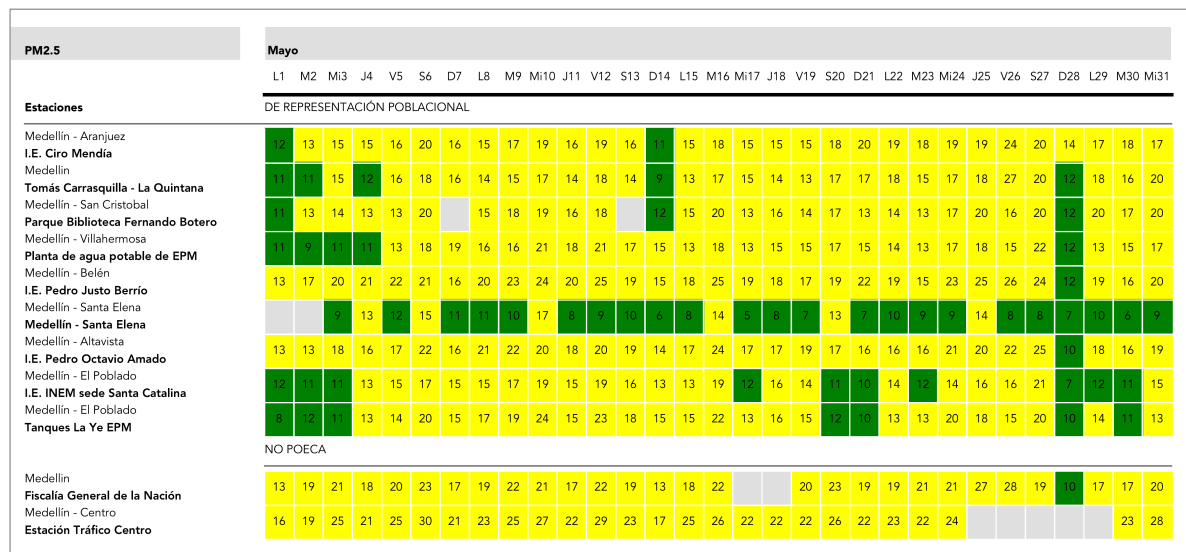 PM2.5 Mayo
L1 M2 Mi3 J4 V5 S6 D7 L8 M9 Mi10 J11 V12 S13 D14 L15 M16 Mi17 J18 V19 S20 D21 L22 M23 Mi24 J25 V26 S27 D28 L29 M30 Mi31
Estaciones DE REPRESENTACIÓN POBLACIONAL
Medellín - Aranjuez
I.E. Ciro Mendía
12 13 15 15 16 20 16 15 17 19 16 19 16 11 15 18 15 15 15 18 20 19 18 19 19 24 20 14 17 18 17
Medellin
Tomás Carrasquilla - La Quintana
11 11 15 12 16 18 16 14 15 17 14 18 14 9 13 17 15 14 13 17 17 18 15 17 18 27 20 12 18 16 20
Medellín - San Cristobal
Parque Biblioteca Fernando Botero
11 13 14 13 13 20 15 18 19 16 18 12 15 20 13 16 14 17 13 14 13 17 20 16 20 12 20 17 20
Medellín - Villahermosa
Planta de agua potable de EPM
11 9 11 11 13 18 19 16 16 21 18 21 17 15 13 18 13 15 15 17 15 14 13 17 18 15 22 12 13 15 17
Medellín - Belén
I.E. Pedro Justo Berrío
13 17 20 21 22 21 16 19 23 24 20 25 19 15 18 25 19 18 17 19 22 19 15 23 25 26 24 12 19 16 20
Medellín - Santa Elena
Medellín - Santa Elena
9 13 12 15 11 11 10 17 8 9 10 6 8 14 5 8 7 13 7 10 9 9 14 8 8 7 10 6 9
Medellín - Altavista
I.E. Pedro Octavio Amado
13 13 18 16 17 22 16 21 22 20 18 20 19 14 17 24 17 17 19 17 16 16 16 21 20 22 25 10 18 16 19
Medellín - El Poblado
I.E. INEM sede Santa Catalina
12 11 11 13 15 17 15 15 17 19 15 19 16 13 13 19 12 16 14 11 10 14 12 14 16 16 21 7 12 11 15
Medellín - El Poblado
Tanques La Ye EPM
8 12 11 13 14 20 15 17 19 24 15 23 18 15 15 22 13 16 15 12 10 13 13 20 18 15 20 10 14 11 13
NO POECA
Medellin
Fiscalía General de la Nación
13 19 21 18 20 23 17 19 22 21 17 22 19 13 18 22 20 23 19 19 21 21 27 28 19 10 17 17 20
Medellín - Centro
Estación Tráfico Centro
16 19 25 21 25 30 21 23 25 27 22 29 23 17 25 26 22 22 22 26 22 23 22 24 23 28